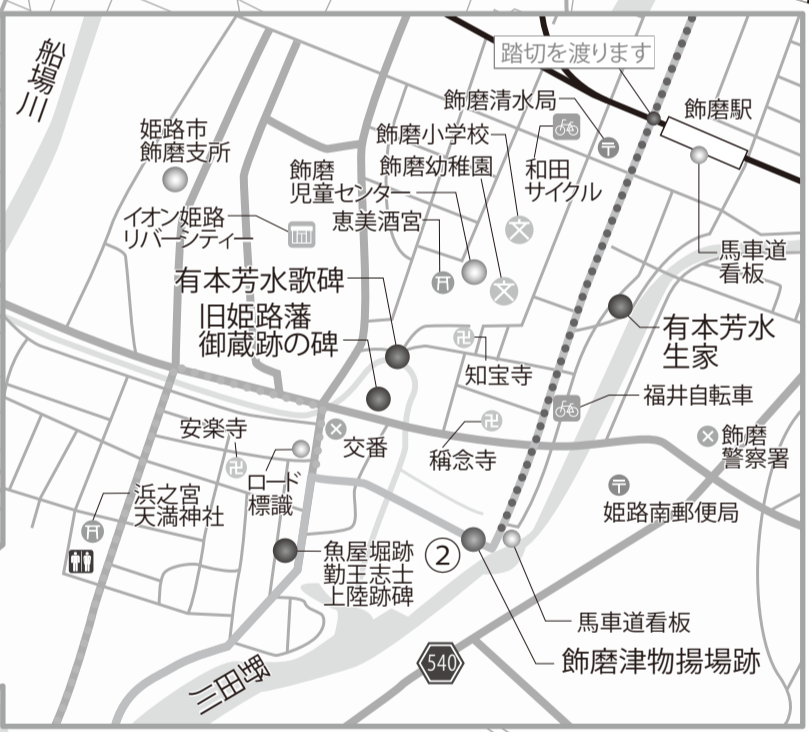 船場川
踏切を渡ります
飾磨清水局
飾磨駅
姫路市
飾磨支所
飾磨小学校
飾磨幼稚園
和田
サイクル
飾磨
児童センター
恵美酒宮
イオン姫路
リバーシティー
馬車道
看板
有本芳水歌碑
旧姫路藩
御蔵跡の碑
有本芳水
生家
知宝寺
福井自転車
安楽寺
交番
稱念寺
飾磨
警察署
ロード
標識
浜之宮
天満神社
姫路南郵便局
魚屋堀跡
勤王志士
上陸跡碑
②
馬車道看板
飾磨津物揚場跡
540
野田川